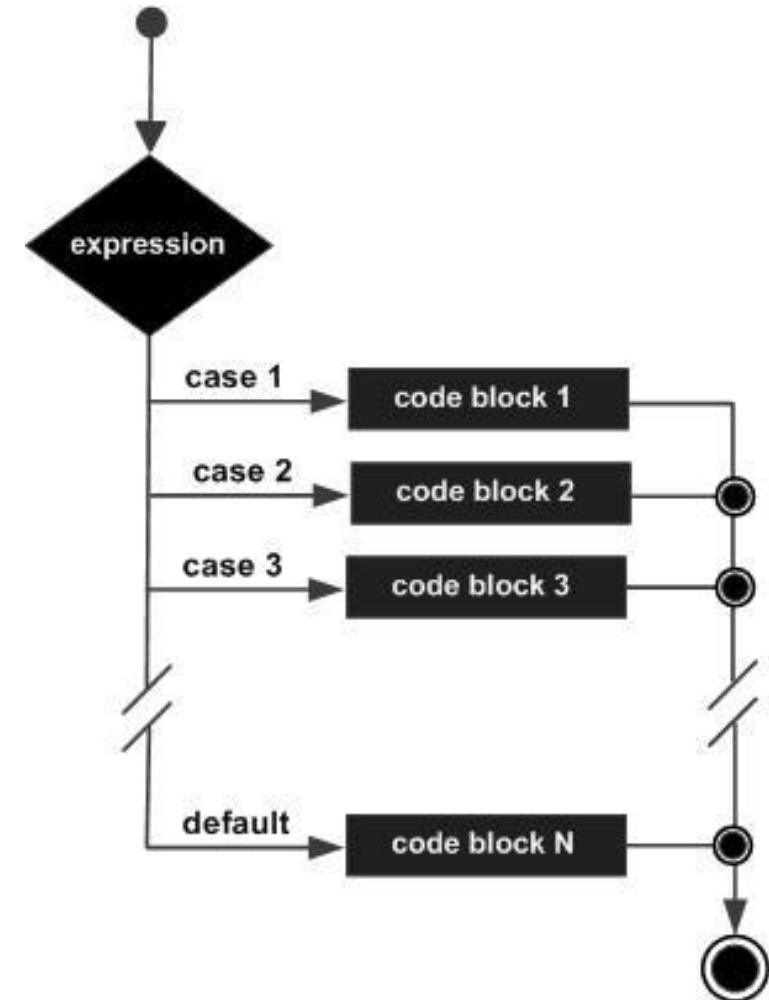 expression
case 1
code block 1
case 2
code block 2
case 3
code block 3
default
code block N